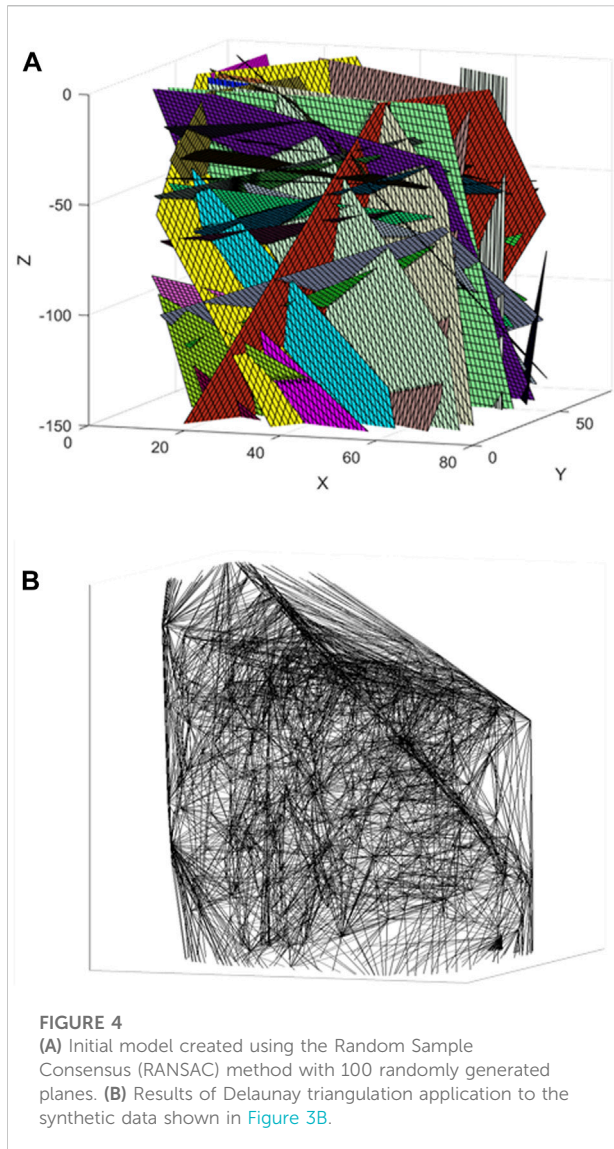 A
0
-50
-100
-150
Z
0
20
40
60
80
X
0
50
Y
B
FIGURE 4
(A) Initial model created using the Random Sample
Consensus (RANSAC) method with 100 randomly generated
planes. (B) Results of Delaunay triangulation application to the
synthetic data shown in Figure 3B.